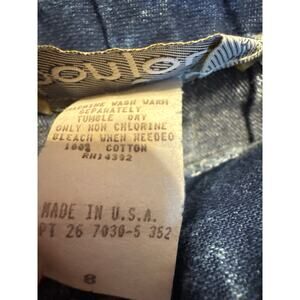 MACHINE WASH WARM
SEPARATELY
TUMBLE DRY
ONLY NON CHLORINE
BLEACH WHEN NEEDED
100% COTTON
RN14392
MADE IN U.S.A.
PT 26 7030-5 352
8